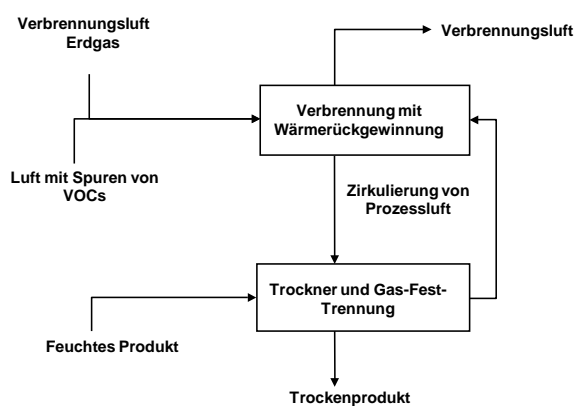 Verbrennungsluft
Erdgas
Verbrennungsluft
Verbrennung mit
Wärmerückgewinnung
Luft mit Spuren von
VOCs
Zirkulierung von
Prozessluft
Trockner und Gas-Fest-
Trennung
Feuchtes Produkt
Trockenprodukt